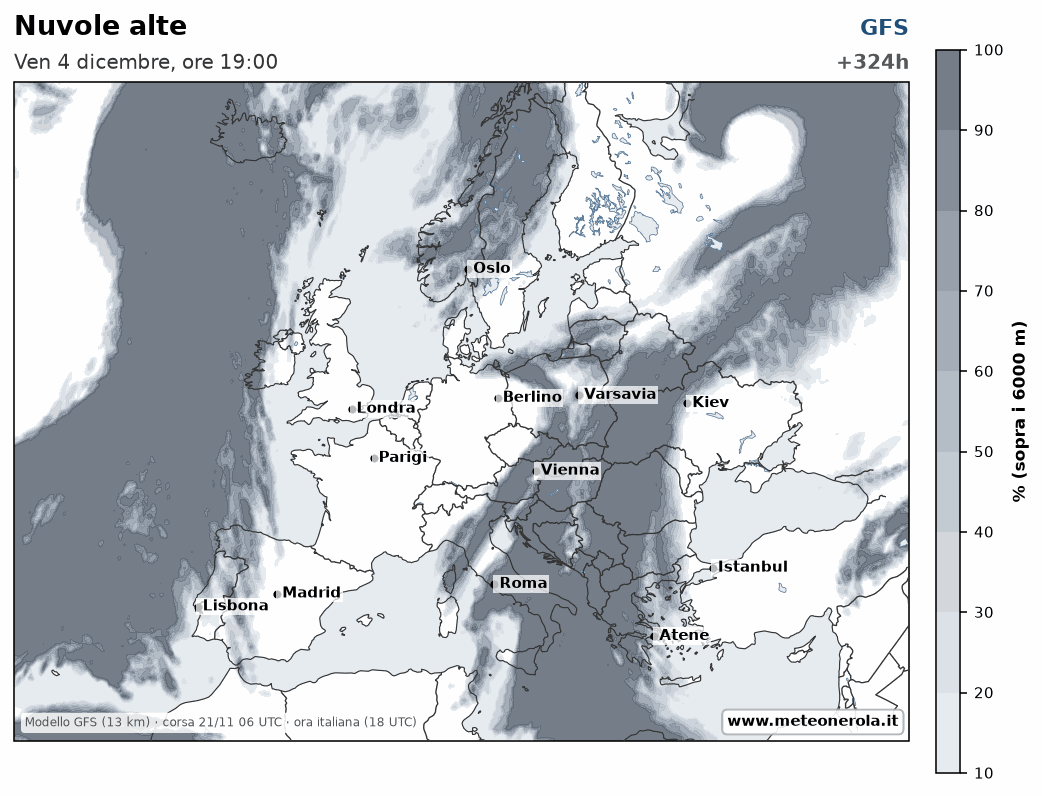 Nuvole alte
GFS
Ven 4 dicembre, ore 19:00
+324h
100
90
80
70
60
50
40
30
20
10
% (sopra i 6000 m)
Oslo
Berlino
Varsavia
Kiev
Londra
Parigi
Vienna
Istanbul
Roma
Madrid
Lisbona
Atene
Modello GFS (13 km) · corsa 21/11 06 UTC · ora italiana (18 UTC)
www.meteonerola.it